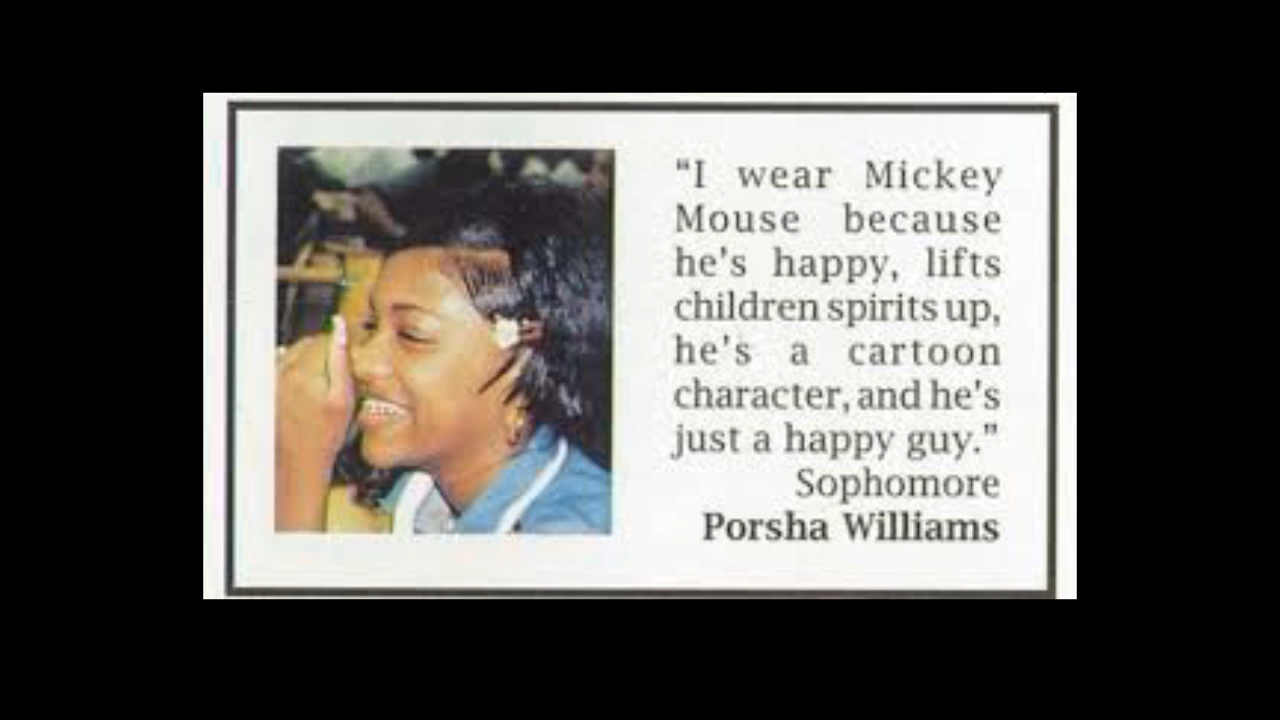 “I wear Mickey
Mouse because
he's happy, lifts
children spirits up,
he's a cartoon
character, and he's
just a happy guy.”
Sophomore
Porsha Williams